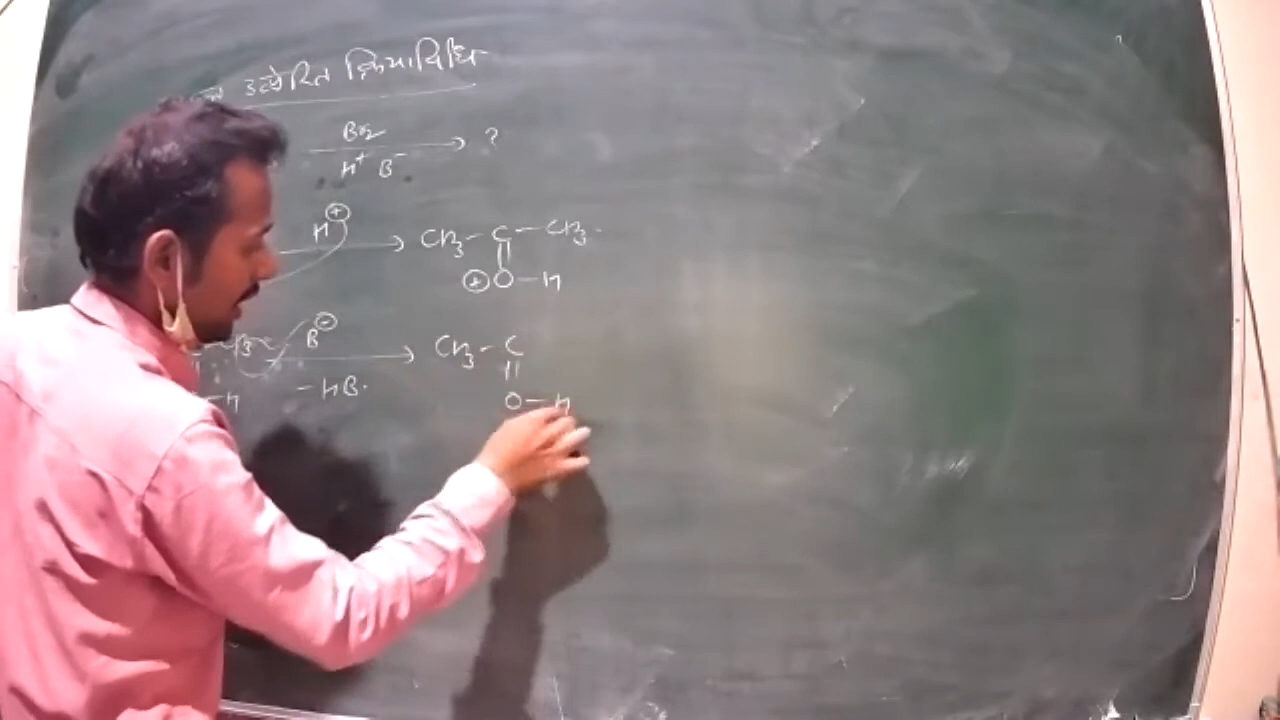 उत्प्रेरित क्रियाविधि
Br2
H+ B- → ?
H ⊕
→ CH3 - C - CH3.
||
⊕ O - H
B ⊖
→ CH3 - C
- HB. ||
- H O - H